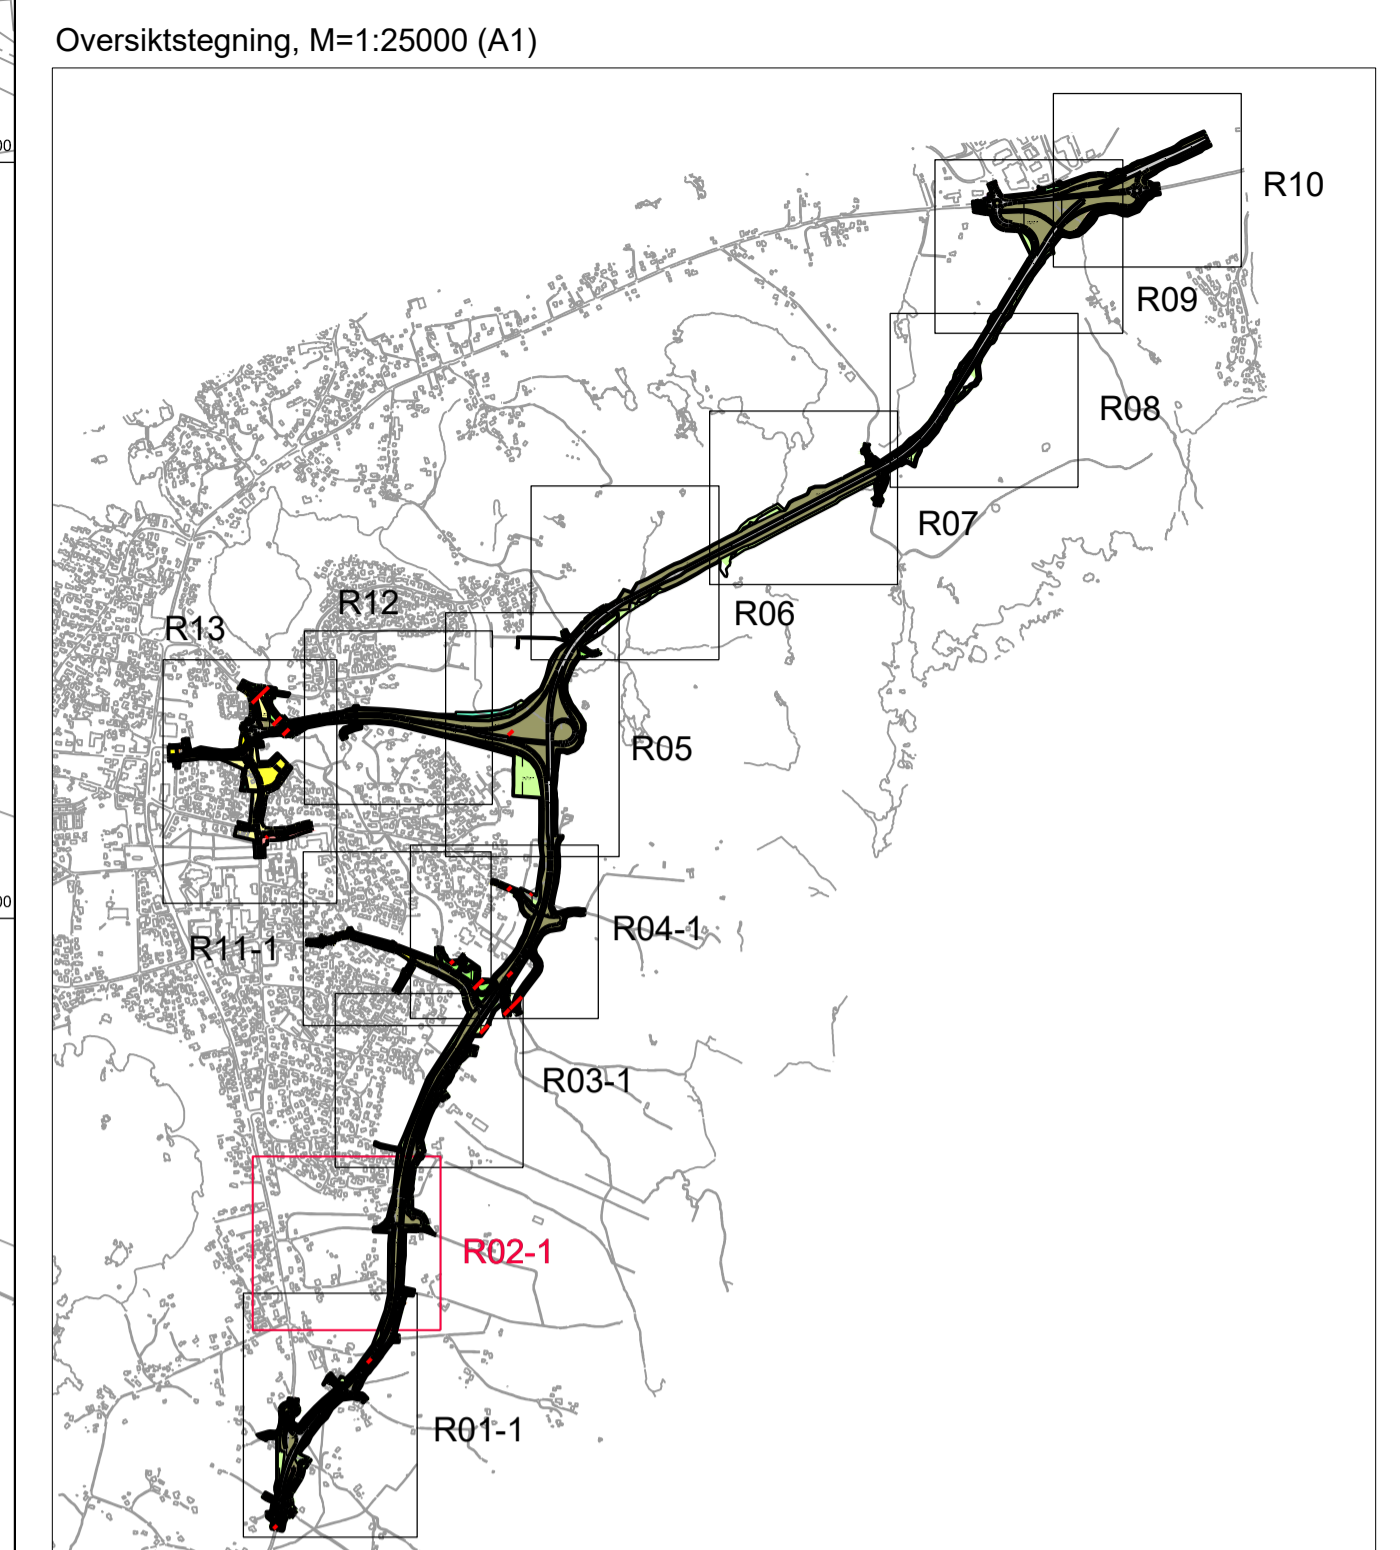 Oversiktstegning, M=1:25000 (A1)
R10
R09
R08
R07
R06
R12
R13
R05
R04-1
R11-1
R03-1
R02-1
R01-1